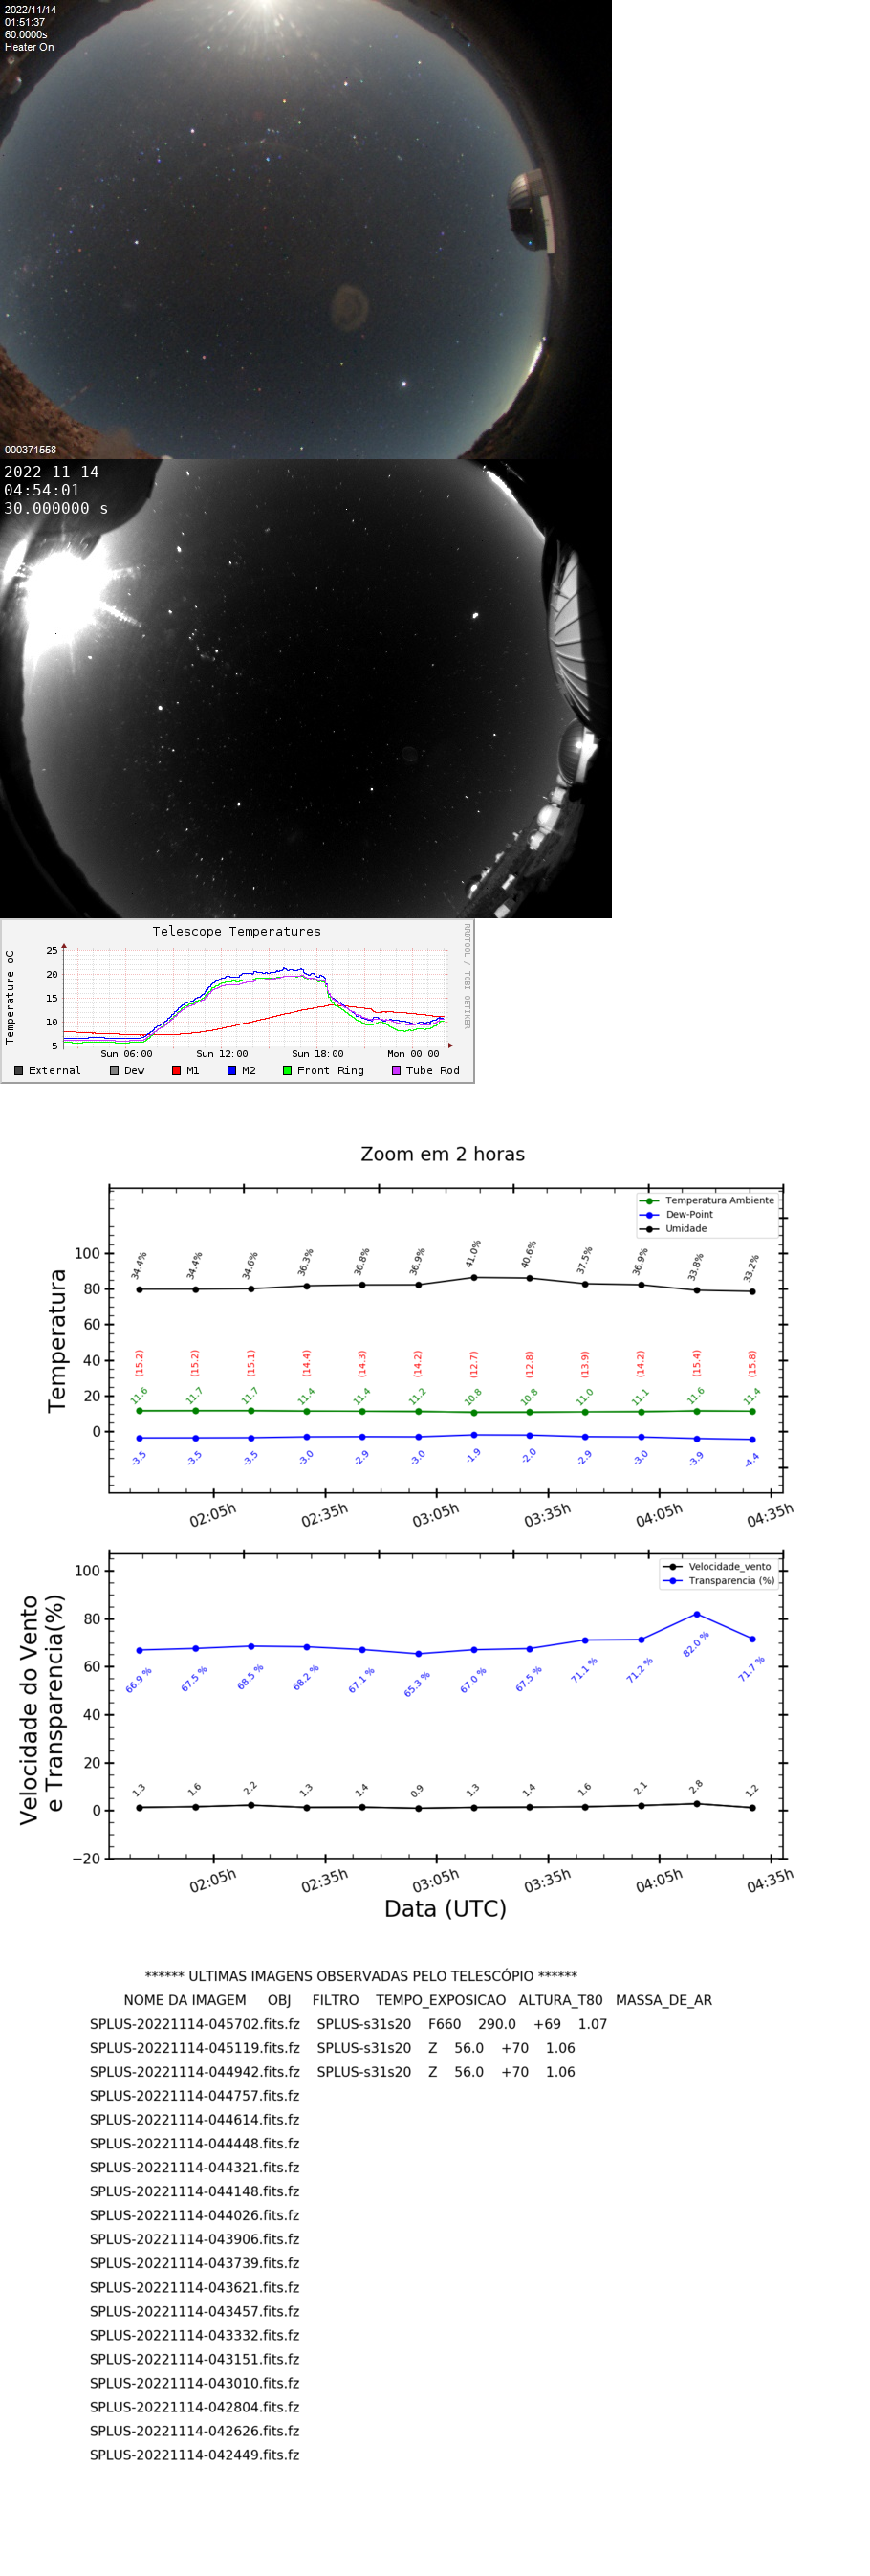 2022/11/14
01:51:37
60.0000s
Heater On
000371558
2022-11-14
04:54:01
30.000000 s
Telescope Temperatures
RRDTOOL / TOBI OETIKER
Temperature oC
25
20
15
10
5
Sun 06:00 Sun 12:00 Sun 18:00 Mon 00:00
External Dew M1 M2 Front Ring Tube Rod
Zoom em 2 horas
Temperatura Ambiente
Dew-Point
Umidade
Temperatura
100
80
60
40
20
0
34.4% 34.4% 34.6% 36.3% 36.8% 36.9% 41.0% 40.6% 37.5% 36.9% 33.8% 33.2%
(15.2) (15.2) (15.1) (14.4) (14.3) (14.2) (12.7) (12.8) (13.9) (14.2) (15.4) (15.8)
11.6 11.7 11.7 11.4 11.4 11.2 10.8 10.8 11.0 11.1 11.6 11.4
-3.5 -3.5 -3.5 -3.0 -2.9 -3.0 -1.9 -2.0 -2.9 -3.0 -3.9 -4.4
02:05h 02:35h 03:05h 03:35h 04:05h 04:35h
Velocidade_vento
Transparencia (%)
Velocidade do Vento
e Transparencia(%)
100
80
60
40
20
0
−20
66.9 % 67.5 % 68.5 % 68.2 % 67.1 % 65.3 % 67.0 % 67.5 % 71.1 % 71.2 % 82.0 % 71.7 %
1.3 1.6 2.2 1.3 1.4 0.9 1.3 1.4 1.6 2.1 2.8 1.2
02:05h 02:35h 03:05h 03:35h 04:05h 04:35h
Data (UTC)
****** ULTIMAS IMAGENS OBSERVADAS PELO TELESCÓPIO ******
NOME DA IMAGEM OBJ FILTRO TEMPO_EXPOSICAO ALTURA_T80 MASSA_DE_AR
SPLUS-20221114-045702.fits.fz SPLUS-s31s20 F660 290.0 +69 1.07
SPLUS-20221114-045119.fits.fz SPLUS-s31s20 Z 56.0 +70 1.06
SPLUS-20221114-044942.fits.fz SPLUS-s31s20 Z 56.0 +70 1.06
SPLUS-20221114-044757.fits.fz
SPLUS-20221114-044614.fits.fz
SPLUS-20221114-044448.fits.fz
SPLUS-20221114-044321.fits.fz
SPLUS-20221114-044148.fits.fz
SPLUS-20221114-044026.fits.fz
SPLUS-20221114-043906.fits.fz
SPLUS-20221114-043739.fits.fz
SPLUS-20221114-043621.fits.fz
SPLUS-20221114-043457.fits.fz
SPLUS-20221114-043332.fits.fz
SPLUS-20221114-043151.fits.fz
SPLUS-20221114-043010.fits.fz
SPLUS-20221114-042804.fits.fz
SPLUS-20221114-042626.fits.fz
SPLUS-20221114-042449.fits.fz